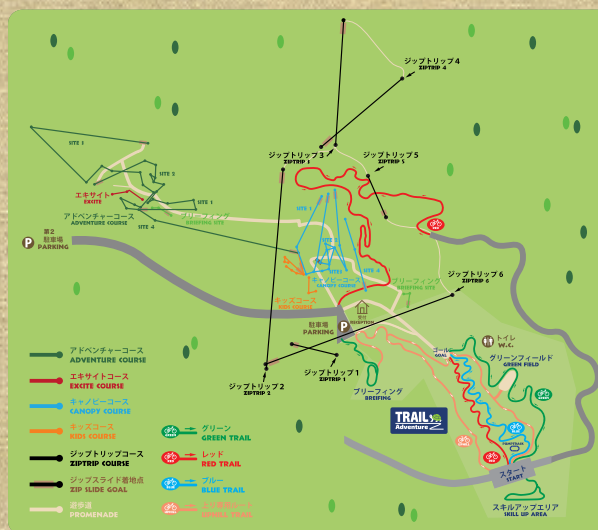 ジップトリップ4
ZIPTRIP 4
ジップトリップ3
ZIPTRIP 3
ジップトリップ5
ZIPTRIP 5
SITE 3
SITE 2
エキサイト
EXCITE
SITE 1
アドベンチャーコース
ADVENTURE COURSE
ブリーフィング
BRIEFING SITE
SITE 4
第2
駐車場
PARKING
P
SITE 4
キャノピーコース
CANOPY COURSE
キッズコース
KIDS COURSE
ブリーフィング
BRIEFING SITE
ジップトリップ6
ZIPTRIP 6
受付
RECEPTION
駐車場
PARKING
P
ジップトリップ1
ZIPTRIP 1
ジップトリップ2
ZIPTRIP 2
ブリーフィング
BRIEFING
ゴール
GOAL
トイレ
W.C.
グリーンフィールド
GREEN FIELD
TRAIL
Adventure
スタート
START
スキルアップエリア
SKILL UP AREA
アドベンチャーコース
ADVENTURE COURSE
エキサイトコース
EXCITE COURSE
キャノピーコース
CANOPY COURSE
キッズコース
KIDS COURSE
ジップトリップコース
ZIPTRIP COURSE
ジップスライド着地点
ZIP SLIDE GOAL
遊歩道
PROMENADE
グリーン
GREEN TRAIL
レッド
RED TRAIL
ブルー
BLUE TRAIL
UPHILL TRAIL